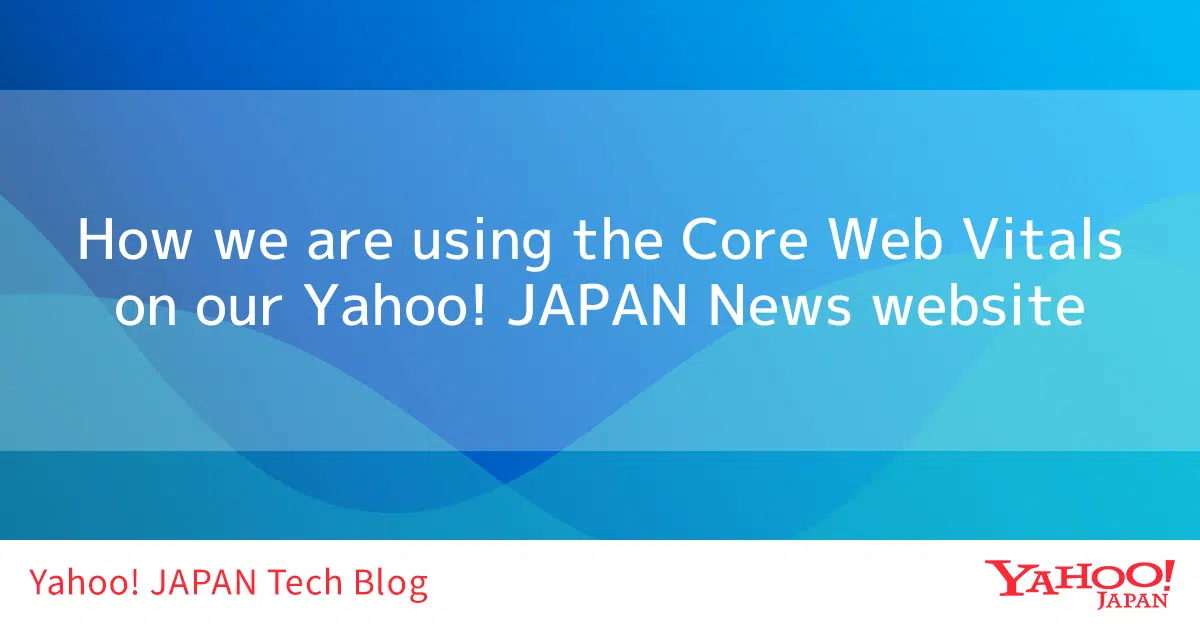 How we are using the Core Web Vitals
on our Yahoo! JAPAN News website
Yahoo! JAPAN Tech Blog
YAHOO!
JAPAN